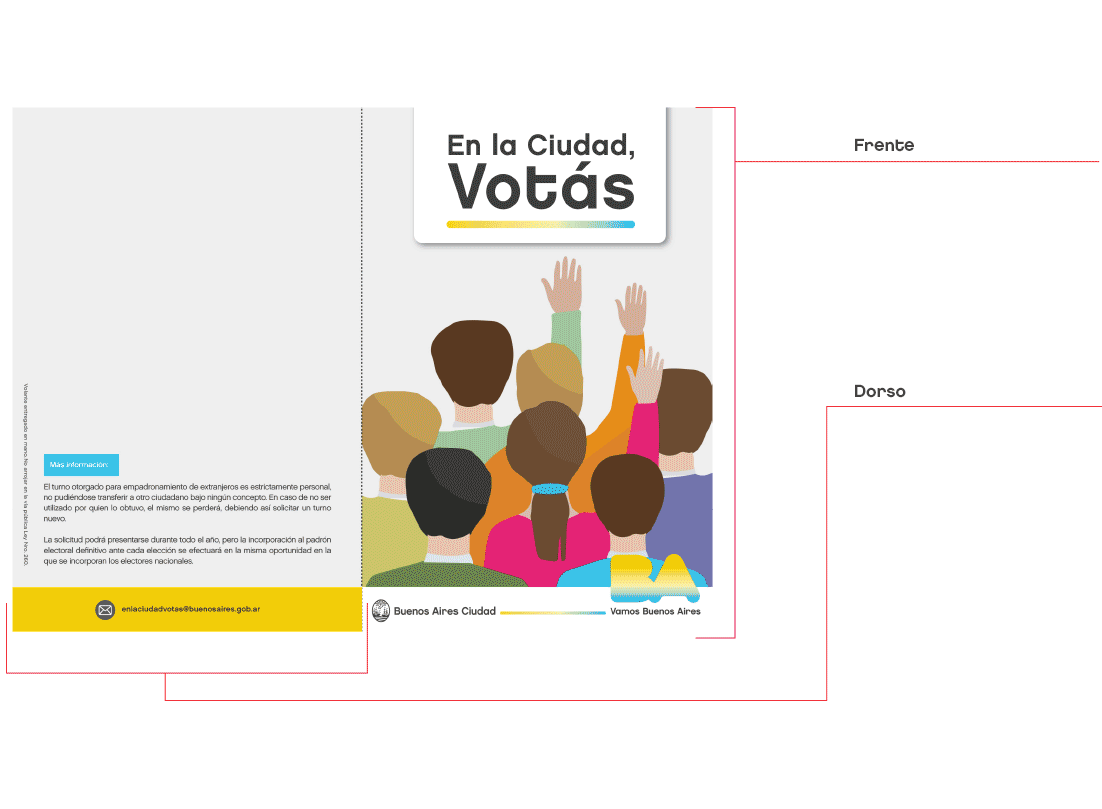 En la Ciudad,
Votás
Frente
Dorso
Volante entregado en mano. No arrojar en la vía pública Ley Nro. 260.
Más información:
El turno otorgado para empadronamiento de extranjeros es estrictamente personal,
no pudiéndose transferir a otro ciudadano bajo ningún concepto. En caso de no ser
utilizado por quien lo obtuvo, el mismo se perderá, debiendo así solicitar un turno
nuevo.
La solicitud podrá presentarse durante todo el año, pero la incorporación al padrón
electoral definitivo ante cada elección se efectuará en la misma oportunidad en la
que se incorporan los electores nacionales.
enlaciudadvotas@buenosaires.gob.ar
BA
Buenos Aires Ciudad
Vamos Buenos Aires